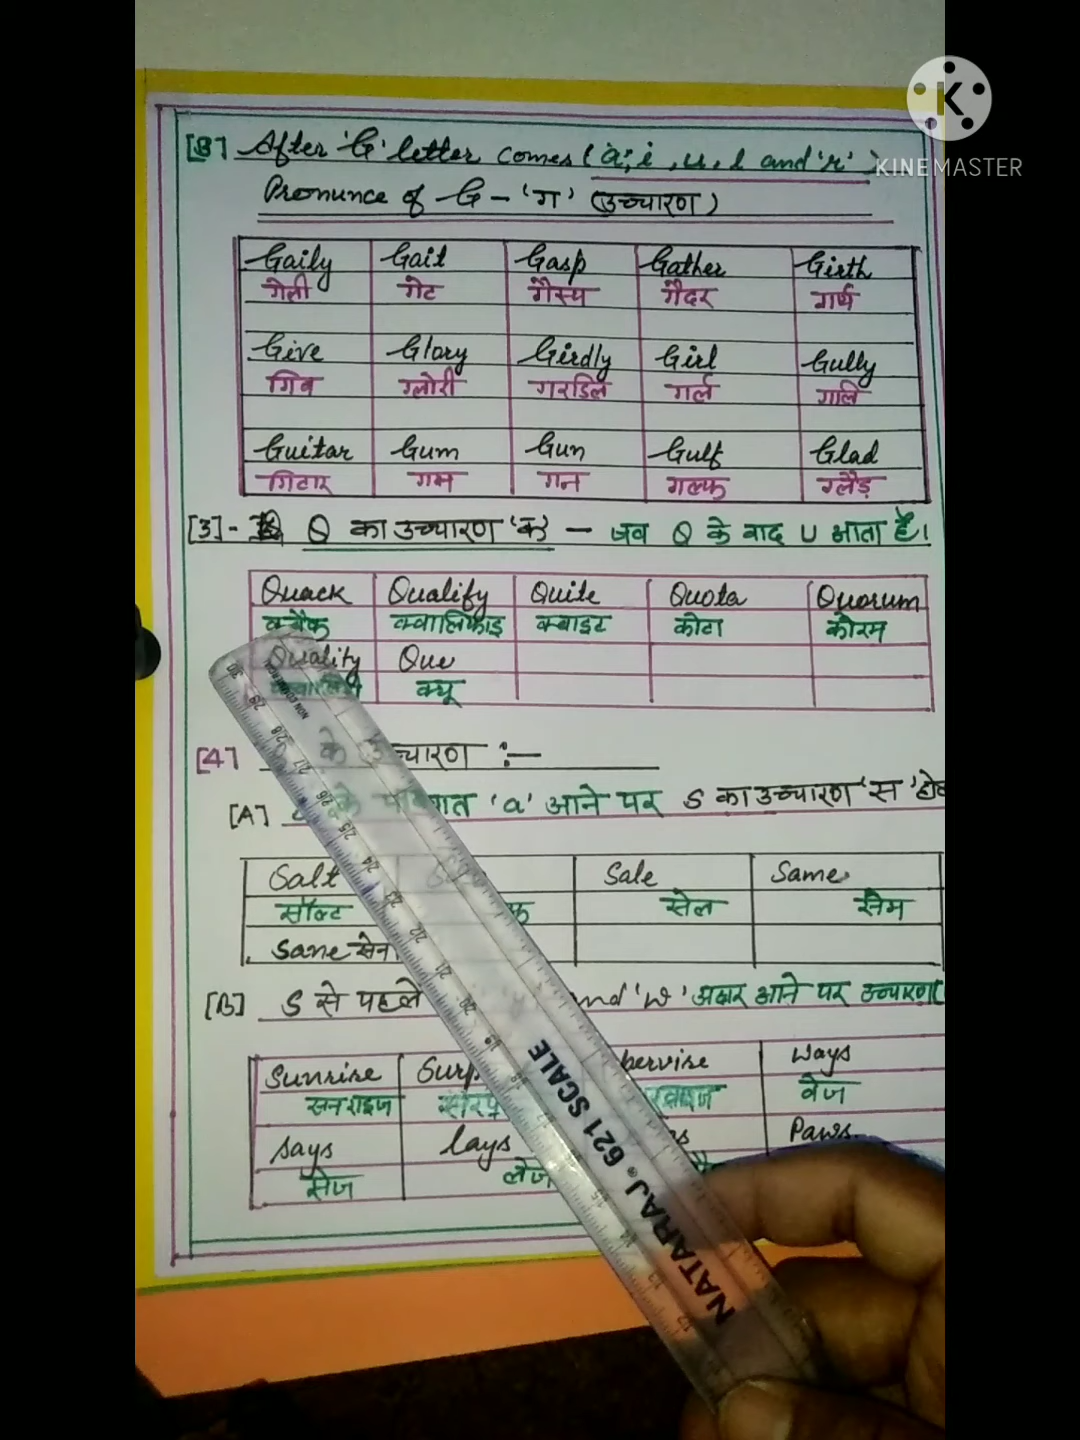 KINEMASTER
[B] After 'G' letter comes ('a', i, u, l and 'r')
Pronunce of G – 'ग' (उच्चारण)
Gaily Gait Gasp Gather Girth
गेली गेट गैस्प गैदर गर्थ
Give Glory Girdly Girl Gully
गिव ग्लोरी गरडिल गर्ल गलि
Guitar Gum Gun Gulf Glad
गिटार गम गन गल्फ ग्लैड
[3] - Q का उच्चारण 'क' – जब Q के बाद U आता है।
Quack Qualify Quite Quota Quorum
क्वैक क्वालिफाइ क्वाइट कोटा कोरम
Quality Que
क्यू
[4] के उच्चारण :–
[A] के 'a' आने पर S का उच्चारण 'स'
Salt Sale Same
सॉल्ट सेल सेम
Sane सेन
[B] S से पहले and 'w' अक्षर आने पर उच्चारण
Sunrise Ways
सनराइज वेज
Says lays Paws
सेज लेज
NATARAJ® 621 SCALE